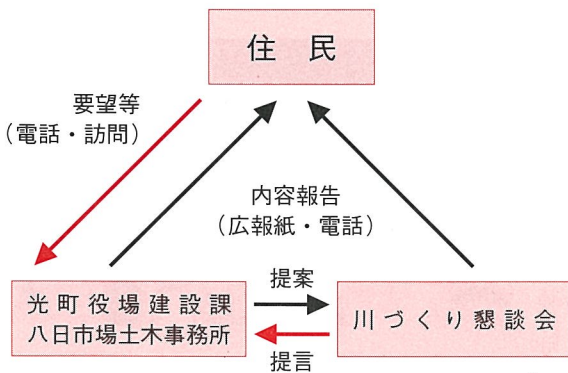 住 民
要望等
（電話・訪問）
内容報告
（広報紙・電話）
提案
光町役場建設課
八日市場土木事務所
川づくり懇談会
提言